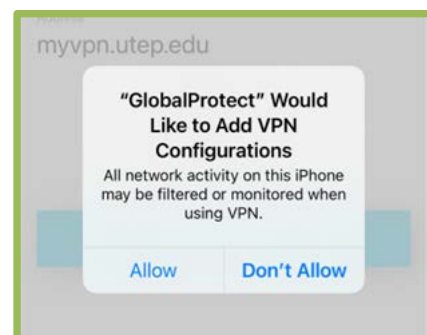 Address
myvpn.utep.edu
“GlobalProtect” Would
Like to Add VPN
Configurations
All network activity on this iPhone
may be filtered or monitored when
using VPN.
Allow
Don’t Allow